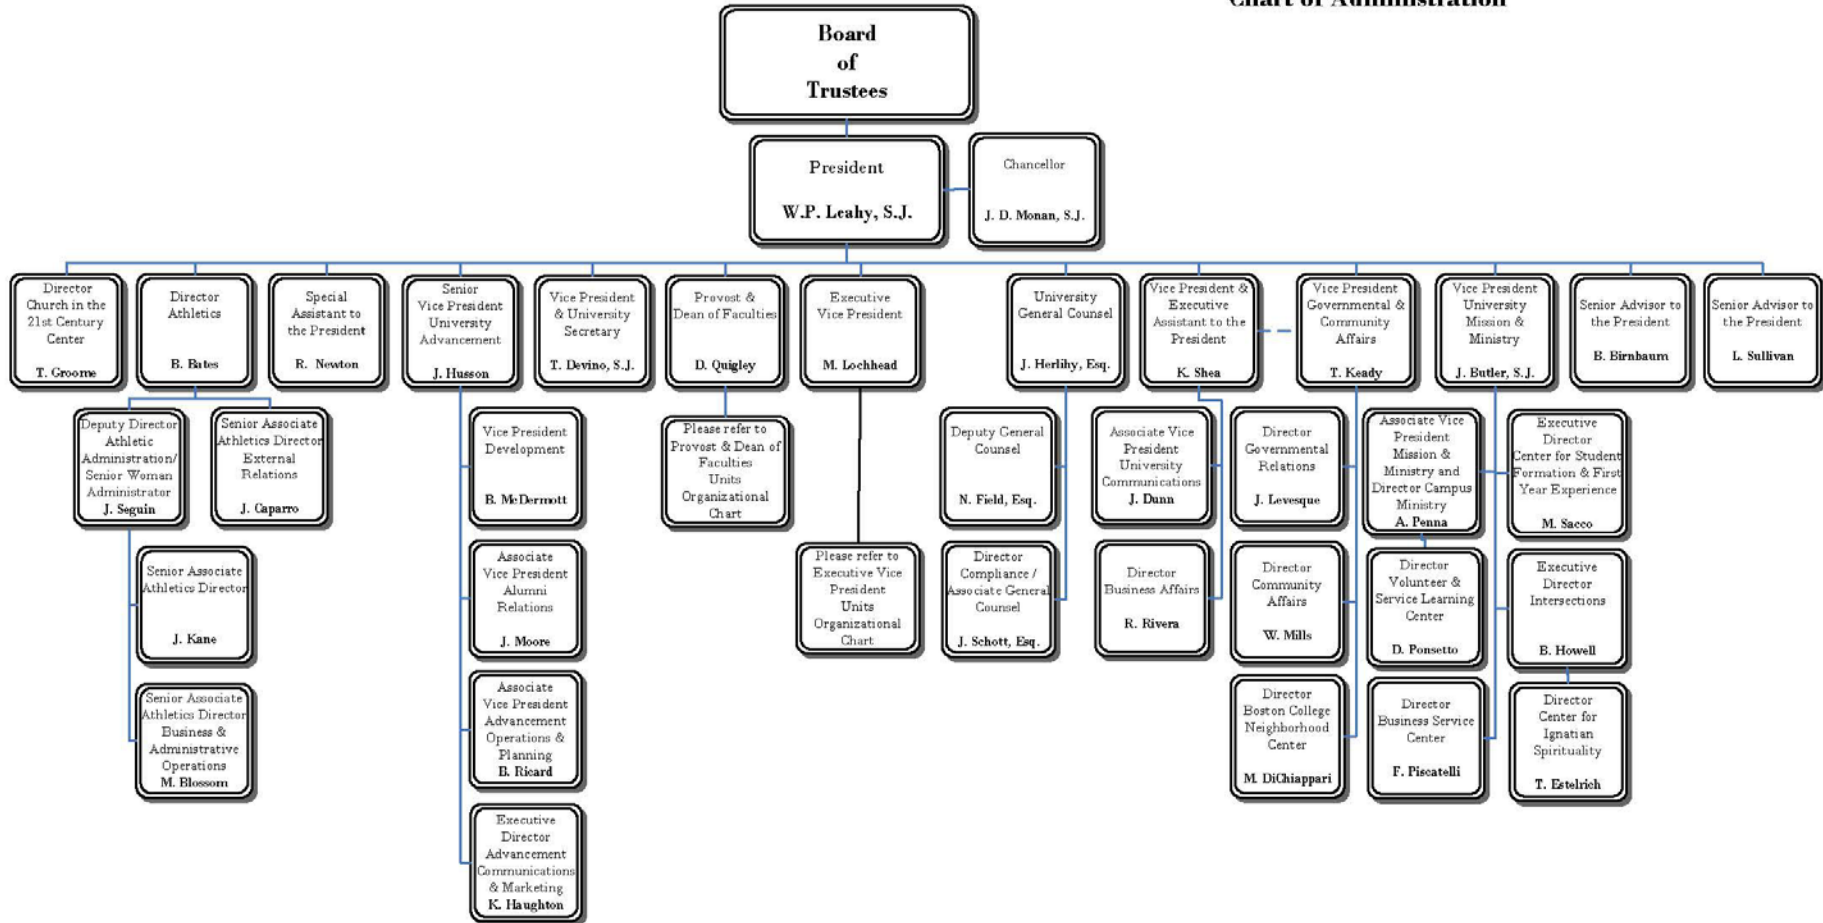 Chart of Administration
Board
of
Trustees
President
W.P. Leahy, S.J.
Chancellor
J. D. Monan, S.J.
Director
Church in the
21st Century
Center
T. Groome
Director
Athletics
B. Bates
Special
Assistant to
the President
R. Newton
Senior
Vice President
University
Advancement
J. Husson
Vice President
& University
Secretary
T. Devino, S.J.
Provost &
Dean of Faculties
D. Quigley
Executive
Vice President
M. Lochhead
University
General Counsel
J. Herlihy, Esq.
Vice President &
Executive
Assistant to the
President
K. Shea
Vice President
Governmental &
Community
Affairs
T. Keady
Vice President
University
Mission &
Ministry
J. Butler, S.J.
Senior Advisor to
the President
B. Birnbaum
Senior Advisor to
the President
L. Sullivan
Deputy Director
Athletic
Administration/
Senior Woman
Administrator
J. Seguin
Senior Associate
Athletics Director
External
Relations
J. Caparro
Vice President
Development
B. McDermott
Please refer to
Provost & Dean of
Faculties
Units
Organizational
Chart
Deputy General
Counsel
N. Field, Esq.
Associate Vice
President
University
Communications
J. Dunn
Director
Governmental
Relations
J. Levesque
Associate Vice
President
Mission &
Ministry and
Director Campus
Ministry
A. Penna
Executive
Director
Center for Student
Formation & First
Year Experience
M. Sacco
Senior Associate
Athletics Director
J. Kane
Associate
Vice President
Alumni
Relations
J. Moore
Please refer to
Executive Vice
President
Units
Organizational
Chart
Director
Compliance /
Associate General
Counsel
J. Schott, Esq.
Director
Business Affairs
R. Rivera
Director
Community
Affairs
W. Mills
Director
Volunteer &
Service Learning
Center
D. Ponsetto
Executive
Director
Intersections
B. Howell
Senior Associate
Athletics Director
Business &
Administrative
Operations
M. Blossom
Associate
Vice President
Advancement
Operations &
Planning
B. Ricard
Director
Boston College
Neighborhood
Center
M. DiChiappari
Director
Business Service
Center
F. Piscatelli
Director
Center for
Ignatian
Spirituality
T. Estelrich
Executive
Director
Advancement
Communications
& Marketing
K. Haughton